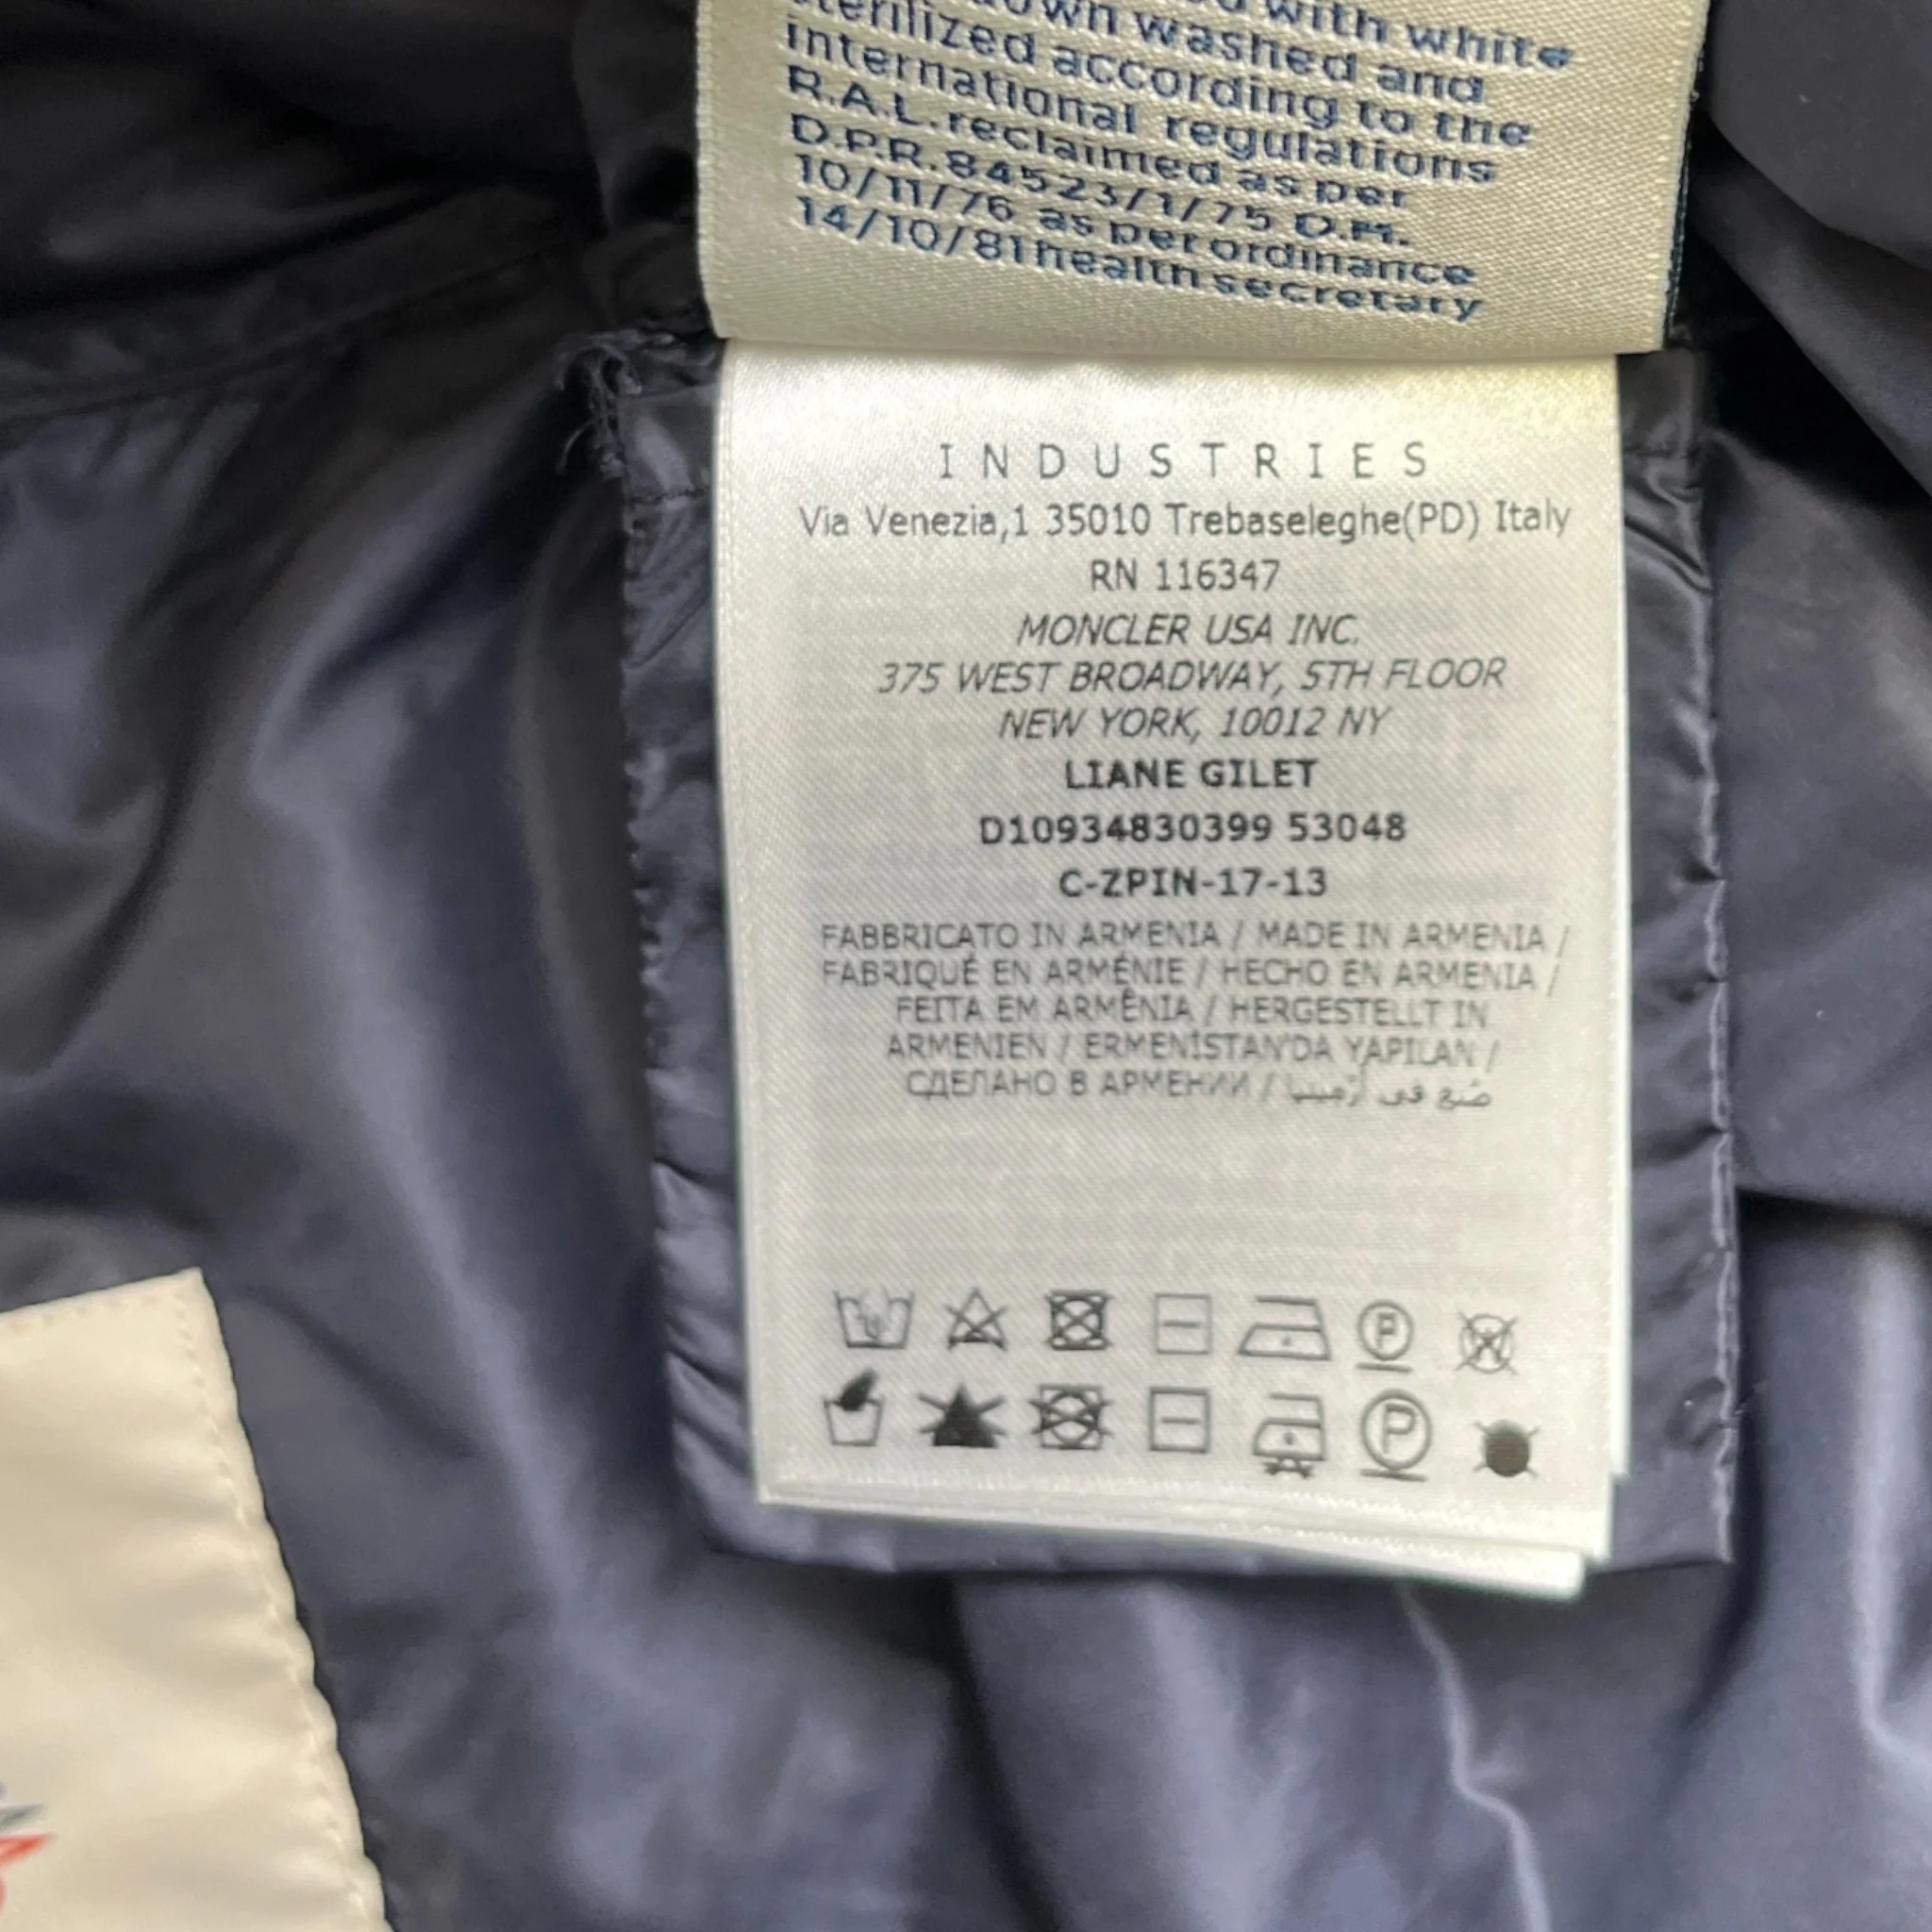 with white
down washed and
sterilized according to the
international regulations
R.A.L.reclaimed as per
D.P.R.84523/1/75 D.M.
10/11/76 as per ordinance
14/10/81 health secretary
INDUSTRIES
Via Venezia,1 35010 Trebaseleghe(PD) Italy
RN 116347
MONCLER USA INC.
375 WEST BROADWAY, 5TH FLOOR
NEW YORK, 10012 NY
LIANE GILET
D10934830399 53048
C-ZPIN-17-13
FABBRICATO IN ARMENIA / MADE IN ARMENIA /
FABRIQUÉ EN ARMÉNIE / HECHO EN ARMENIA /
FEITA EM ARMÊNIA / HERGESTELLT IN
ARMENIEN / ERMENİSTAN'DA YAPILAN /
СДЕЛАНО В АРМЕНИИ / صُنع في أرمينيا
P W
P